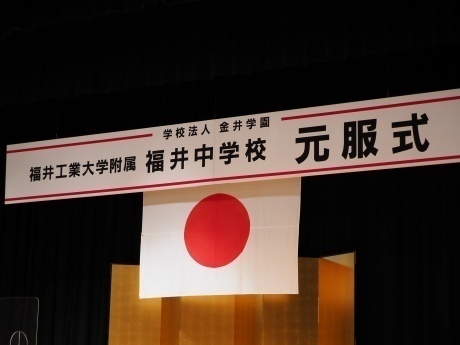 学校法人 金井学園
福井工業大学附属 福井中学校 元服式